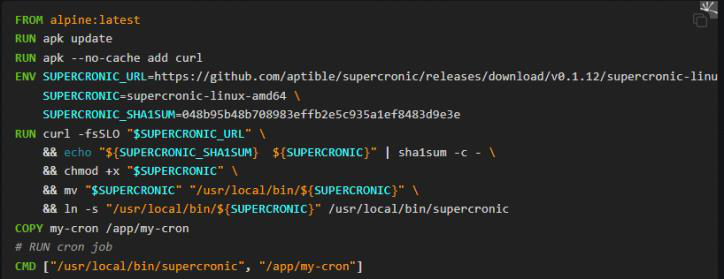 FROM alpine:latest
RUN apk update
RUN apk --no-cache add curl
ENV SUPERCRONIC_URL=https://github.com/aptible/supercronic/releases/download/v0.1.12/supercronic-linu
    SUPERCRONIC=supercronic-linux-amd64 \
    SUPERCRONIC_SHA1SUM=048b95b48b708983effb2e5c935a1ef8483d9e3e
RUN curl -fsSLO "$SUPERCRONIC_URL" \
    && echo "${SUPERCRONIC_SHA1SUM}  ${SUPERCRONIC}" | sha1sum -c - \
    && chmod +x "$SUPERCRONIC" \
    && mv "$SUPERCRONIC" "/usr/local/bin/${SUPERCRONIC}" \
    && ln -s "/usr/local/bin/${SUPERCRONIC}" /usr/local/bin/supercronic
COPY my-cron /app/my-cron
# RUN cron job
CMD ["/usr/local/bin/supercronic", "/app/my-cron"]